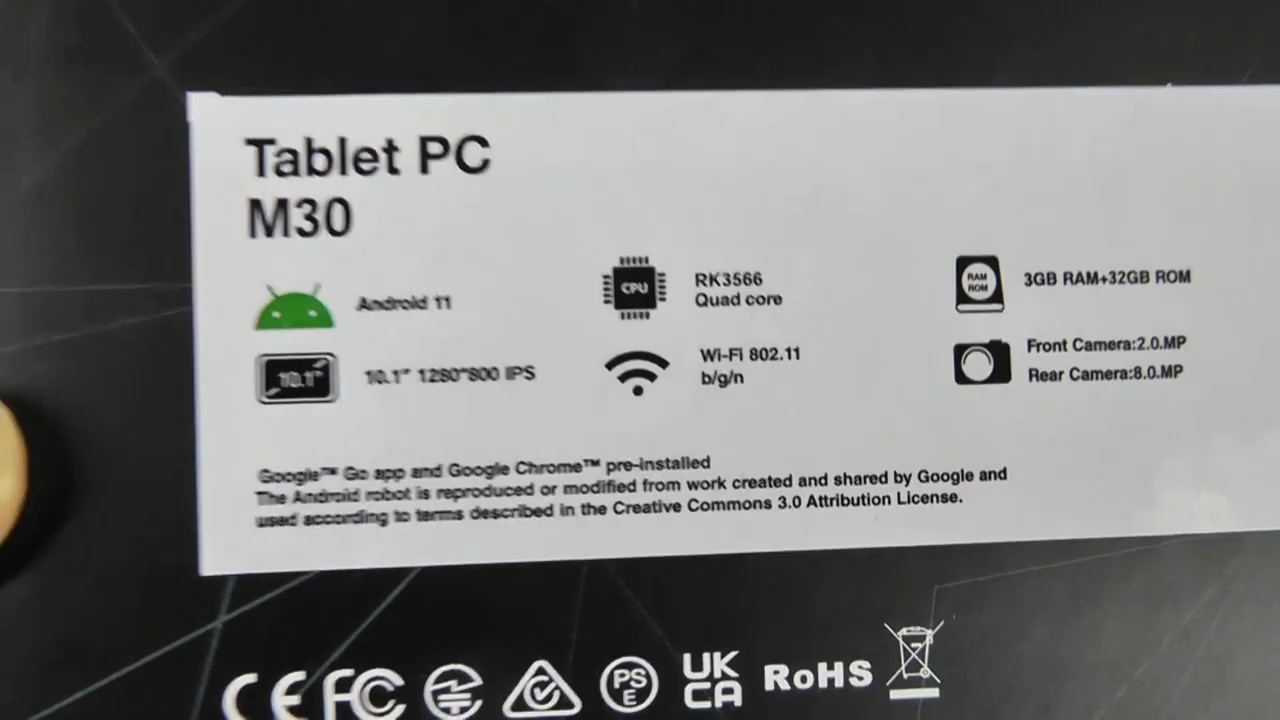 Tablet PC
M30
Android 11
CPU
RK3566
Quad core
RAM
ROM
3GB RAM+32GB ROM
10.1"
10.1" 1280*800 IPS
Wi-Fi 802.11
b/g/n
Front Camera:2.0.MP
Rear Camera:8.0.MP
Google™ Go app and Google Chrome™ pre-installed
The Android robot is reproduced or modified from work created and shared by Google and
used according to terms described in the Creative Commons 3.0 Attribution License.
CE FC PS E UK CA RoHS